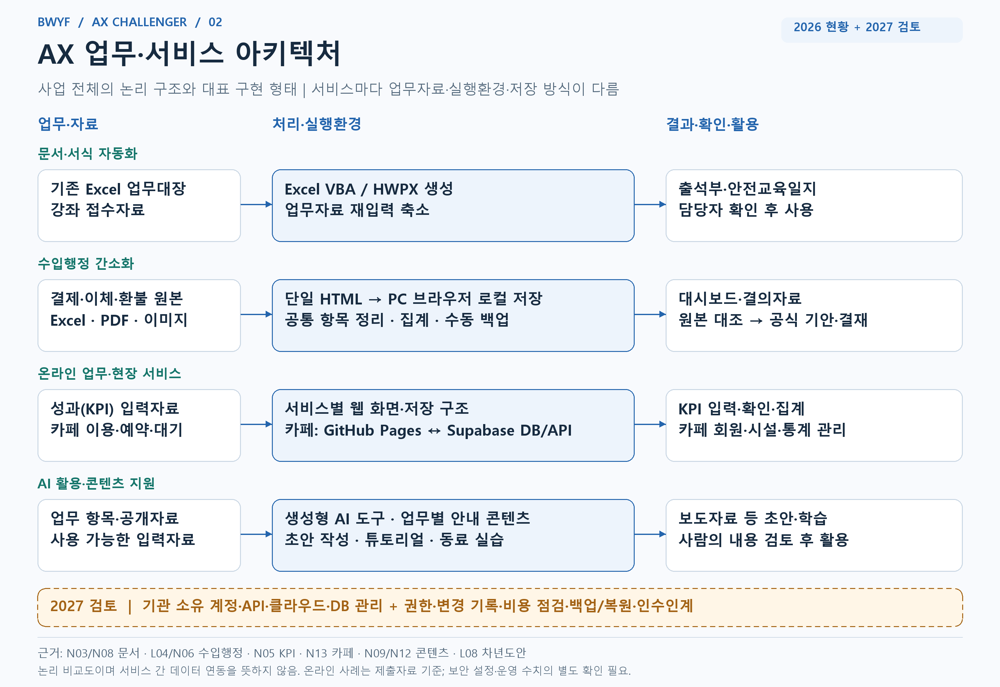 BWYF / AX CHALLENGER / 02
2026 현황 + 2027 검토
AX 업무·서비스 아키텍처
사업 전체의 논리 구조와 대표 구현 형태 | 서비스마다 업무자료·실행환경·저장 방식이 다름
업무·자료
처리·실행환경
결과·확인·활용
문서·서식 자동화
기존 Excel 업무대장
강좌 접수자료
Excel VBA / HWPX 생성
업무자료 재입력 축소
출석부·안전교육일지
담당자 확인 후 사용
수입행정 간소화
결제·이체·환불 원본
Excel · PDF · 이미지
단일 HTML → PC 브라우저 로컬 저장
공통 항목 정리 · 집계 · 수동 백업
대시보드·결의자료
원본 대조 → 공식 기안·결재
온라인 업무·현장 서비스
성과(KPI) 입력자료
카페 이용·예약·대기
서비스별 웹 화면·저장 구조
카페: GitHub Pages ↔ Supabase DB/API
KPI 입력·확인·집계
카페 회원·시설·통계 관리
AI 활용·콘텐츠 지원
업무 항목·공개자료
사용 가능한 입력자료
생성형 AI 도구 · 업무별 안내 콘텐츠
초안 작성 · 튜토리얼 · 동료 실습
보도자료 등 초안·학습
사람의 내용 검토 후 활용
2027 검토 | 기관 소유 계정·API·클라우드·DB 관리 + 권한·변경 기록·비용 점검·백업/복원·인수인계
근거: N03/N08 문서 · L04/N06 수입행정 · N05 KPI · N13 카페 · N09/N12 콘텐츠 · L08 차년도안
논리 비교도이며 서비스 간 데이터 연동을 뜻하지 않음. 온라인 사례는 제출자료 기준; 보안 설정·운영 수치의 별도 확인 필요.